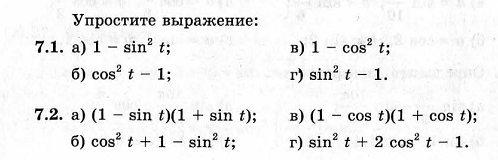 Упростите выражение:
7.1. а) 1 − sin² t; в) 1 − cos² t;
б) cos² t − 1; г) sin² t − 1.
7.2. а) (1 − sin t)(1 + sin t); в) (1 − cos t)(1 + cos t);
б) cos² t + 1 − sin² t; г) sin² t + 2 cos² t − 1.